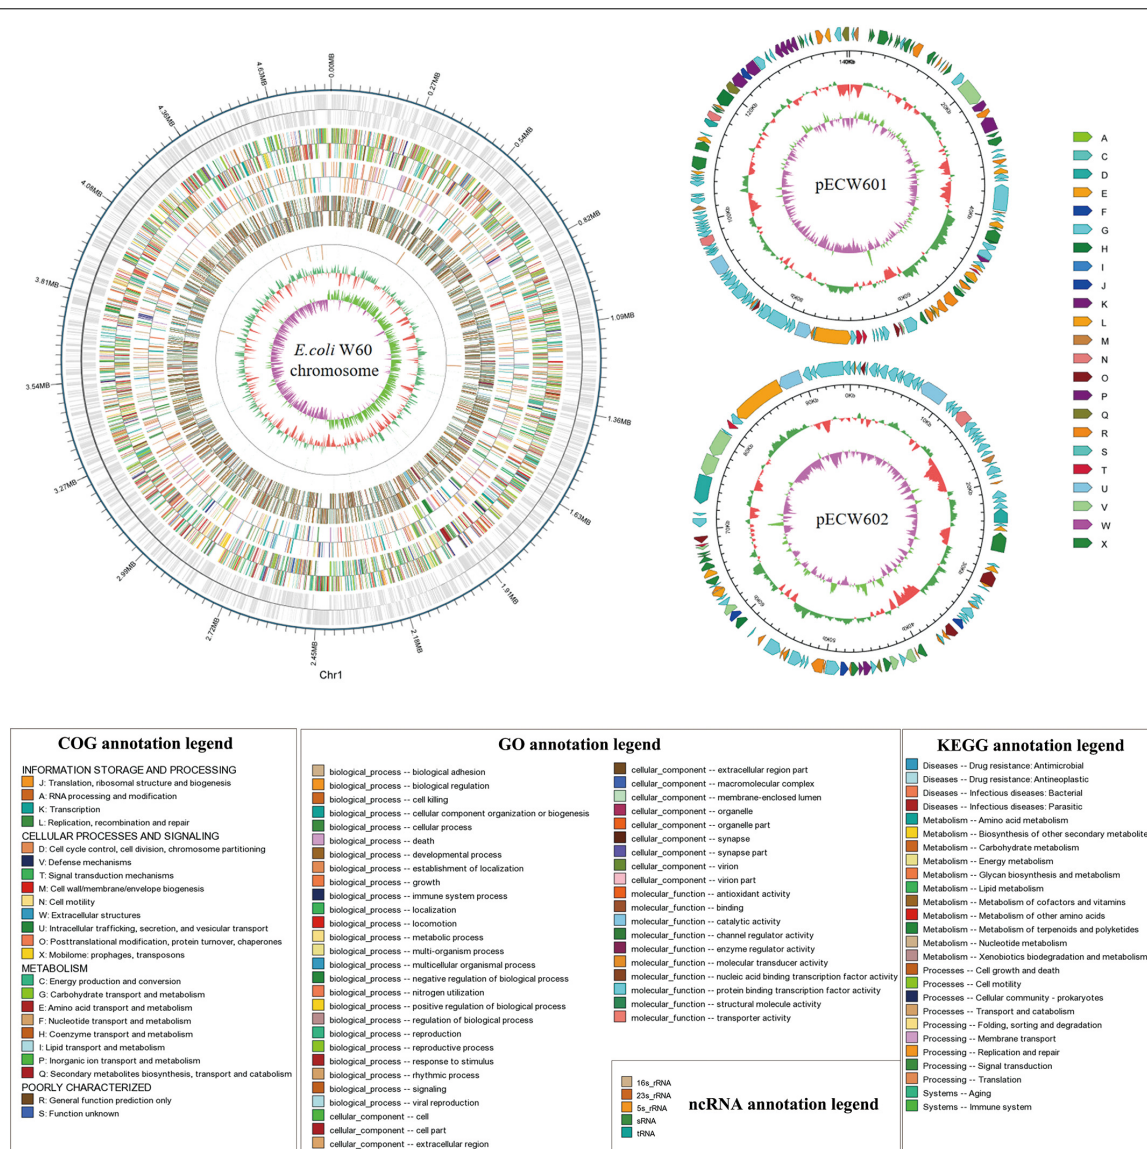 0.00MB
0.27MB
0.54MB
0.82MB
1.09MB
1.36MB
1.63MB
1.91MB
2.18MB
2.45MB
2.72MB
2.99MB
3.27MB
3.54MB
3.81MB
4.08MB
4.36MB
4.63MB
E.coli W60
chromosome
Chr1
pECW601
20Kb
40Kb
60Kb
80Kb
100Kb
120Kb
pECW602
0Kb
10Kb
20Kb
30Kb
40Kb
50Kb
60Kb
70Kb
80Kb
90Kb
A
C
D
E
F
G
H
I
J
K
L
M
N
O
P
Q
R
S
T
U
V
W
X
COG annotation legend
INFORMATION STORAGE AND PROCESSING
J: Translation, ribosomal structure and biogenesis
A: RNA processing and modification
K: Transcription
L: Replication, recombination and repair
CELLULAR PROCESSES AND SIGNALING
D: Cell cycle control, cell division, chromosome partitioning
V: Defense mechanisms
T: Signal transduction mechanisms
M: Cell wall/membrane/envelope biogenesis
N: Cell motility
W: Extracellular structures
U: Intracellular trafficking, secretion, and vesicular transport
O: Posttranslational modification, protein turnover, chaperones
X: Mobilome: prophages, transposons
METABOLISM
C: Energy production and conversion
G: Carbohydrate transport and metabolism
E: Amino acid transport and metabolism
F: Nucleotide transport and metabolism
H: Coenzyme transport and metabolism
I: Lipid transport and metabolism
P: Inorganic ion transport and metabolism
Q: Secondary metabolites biosynthesis, transport and catabolism
POORLY CHARACTERIZED
R: General function prediction only
S: Function unknown
GO annotation legend
biological_process -- biological adhesion
biological_process -- biological regulation
biological_process -- cell killing
biological_process -- cellular component organization or biogenesis
biological_process -- cellular process
biological_process -- death
biological_process -- developmental process
biological_process -- establishment of localization
biological_process -- growth
biological_process -- immune system process
biological_process -- localization
biological_process -- locomotion
biological_process -- metabolic process
biological_process -- multi-organism process
biological_process -- multicellular organismal process
biological_process -- negative regulation of biological process
biological_process -- nitrogen utilization
biological_process -- positive regulation of biological process
biological_process -- regulation of biological process
biological_process -- reproduction
biological_process -- reproductive process
biological_process -- response to stimulus
biological_process -- rhythmic process
biological_process -- signaling
biological_process -- viral reproduction
cellular_component -- cell
cellular_component -- cell part
cellular_component -- extracellular region
cellular_component -- extracellular region part
cellular_component -- macromolecular complex
cellular_component -- membrane-enclosed lumen
cellular_component -- organelle
cellular_component -- organelle part
cellular_component -- synapse
cellular_component -- synapse part
cellular_component -- virion
cellular_component -- virion part
molecular_function -- antioxidant activity
molecular_function -- binding
molecular_function -- catalytic activity
molecular_function -- channel regulator activity
molecular_function -- enzyme regulator activity
molecular_function -- molecular transducer activity
molecular_function -- nucleic acid binding transcription factor activity
molecular_function -- protein binding transcription factor activity
molecular_function -- structural molecule activity
molecular_function -- transporter activity
16s_rRNA
23s_rRNA
5s_rRNA
sRNA
tRNA
ncRNA annotation legend
KEGG annotation legend
Diseases -- Drug resistance: Antimicrobial
Diseases -- Drug resistance: Antineoplastic
Diseases -- Infectious diseases: Bacterial
Diseases -- Infectious diseases: Parasitic
Metabolism -- Amino acid metabolism
Metabolism -- Biosynthesis of other secondary metabolite
Metabolism -- Carbohydrate metabolism
Metabolism -- Energy metabolism
Metabolism -- Glycan biosynthesis and metabolism
Metabolism -- Lipid metabolism
Metabolism -- Metabolism of cofactors and vitamins
Metabolism -- Metabolism of other amino acids
Metabolism -- Metabolism of terpenoids and polyketides
Metabolism -- Nucleotide metabolism
Metabolism -- Xenobiotics biodegradation and metabolism
Processes -- Cell growth and death
Processes -- Cell motility
Processes -- Cellular community - prokaryotes
Processes -- Transport and catabolism
Processing -- Folding, sorting and degradation
Processing -- Membrane transport
Processing -- Replication and repair
Processing -- Signal transduction
Processing -- Translation
Systems -- Aging
Systems -- Immune system